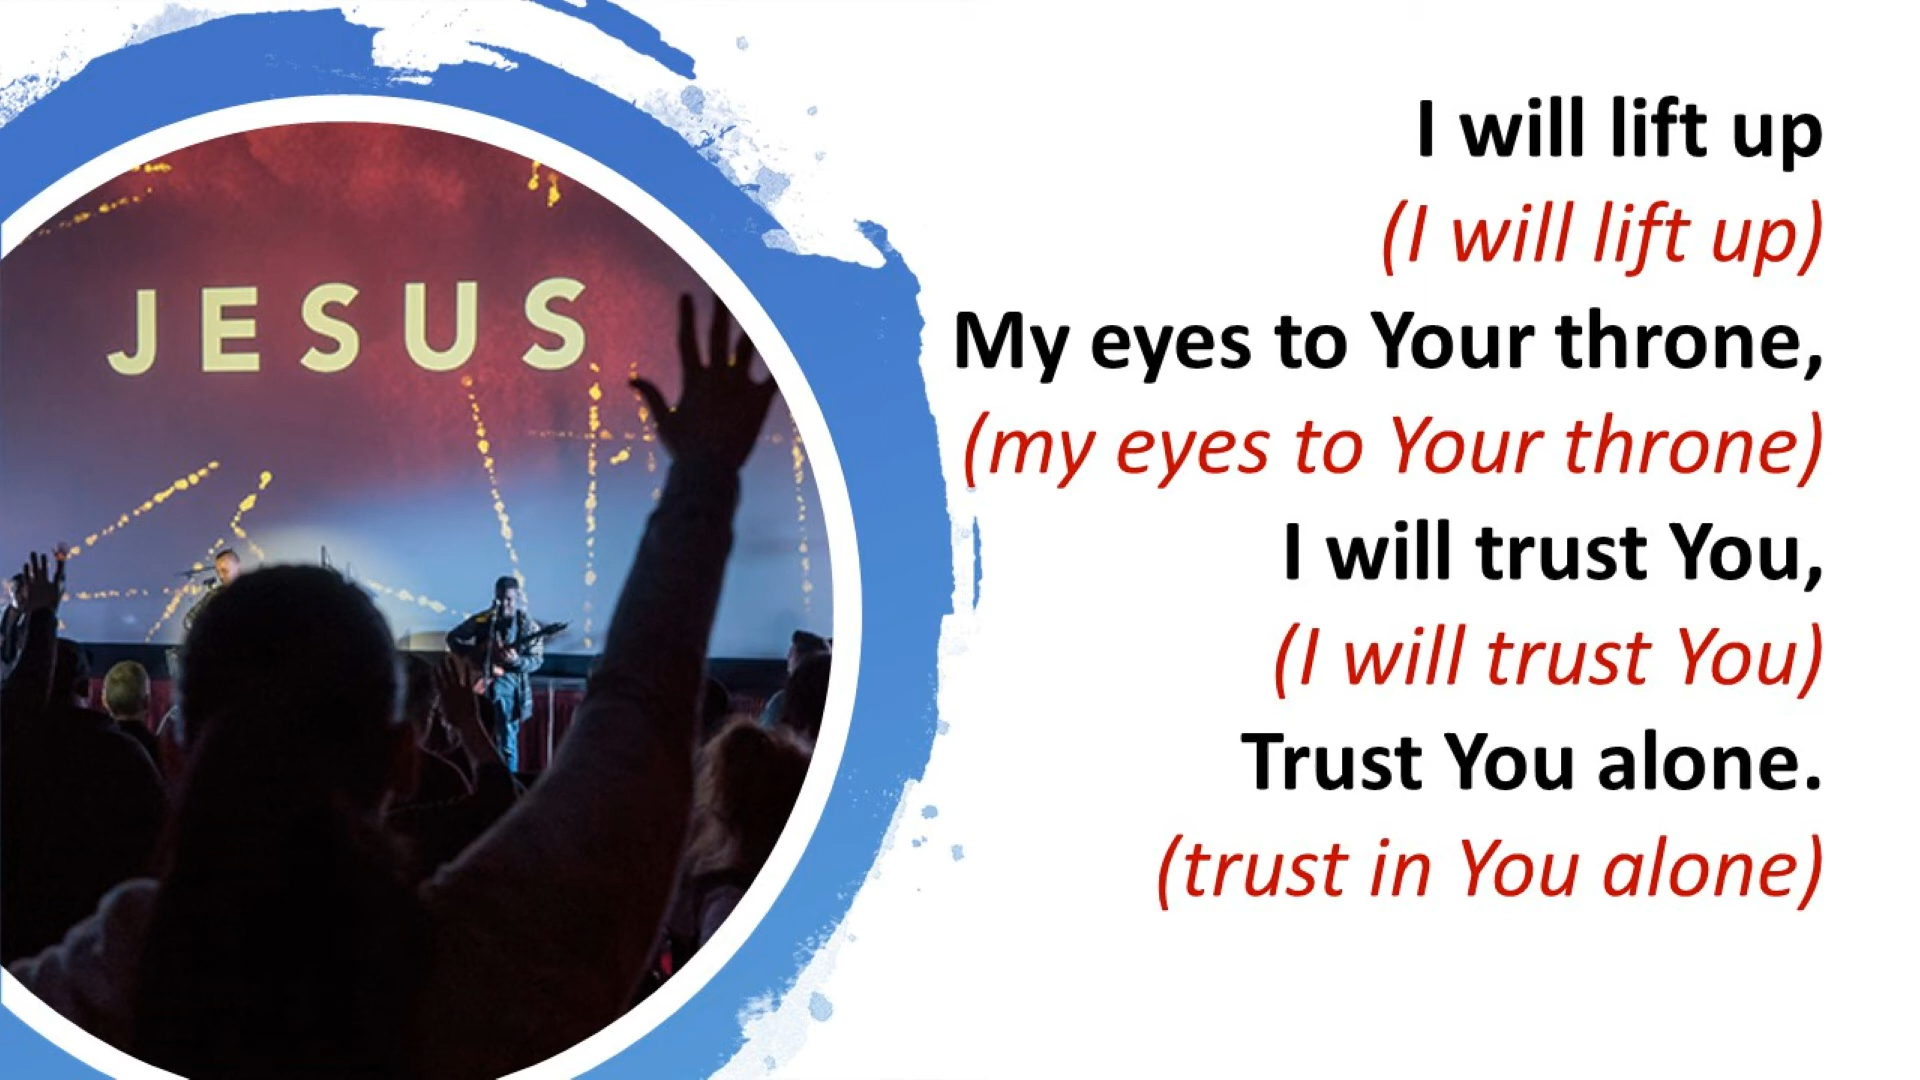 JESUS
I will lift up
(I will lift up)
My eyes to Your throne,
(my eyes to Your throne)
I will trust You,
(I will trust You)
Trust You alone.
(trust in You alone)